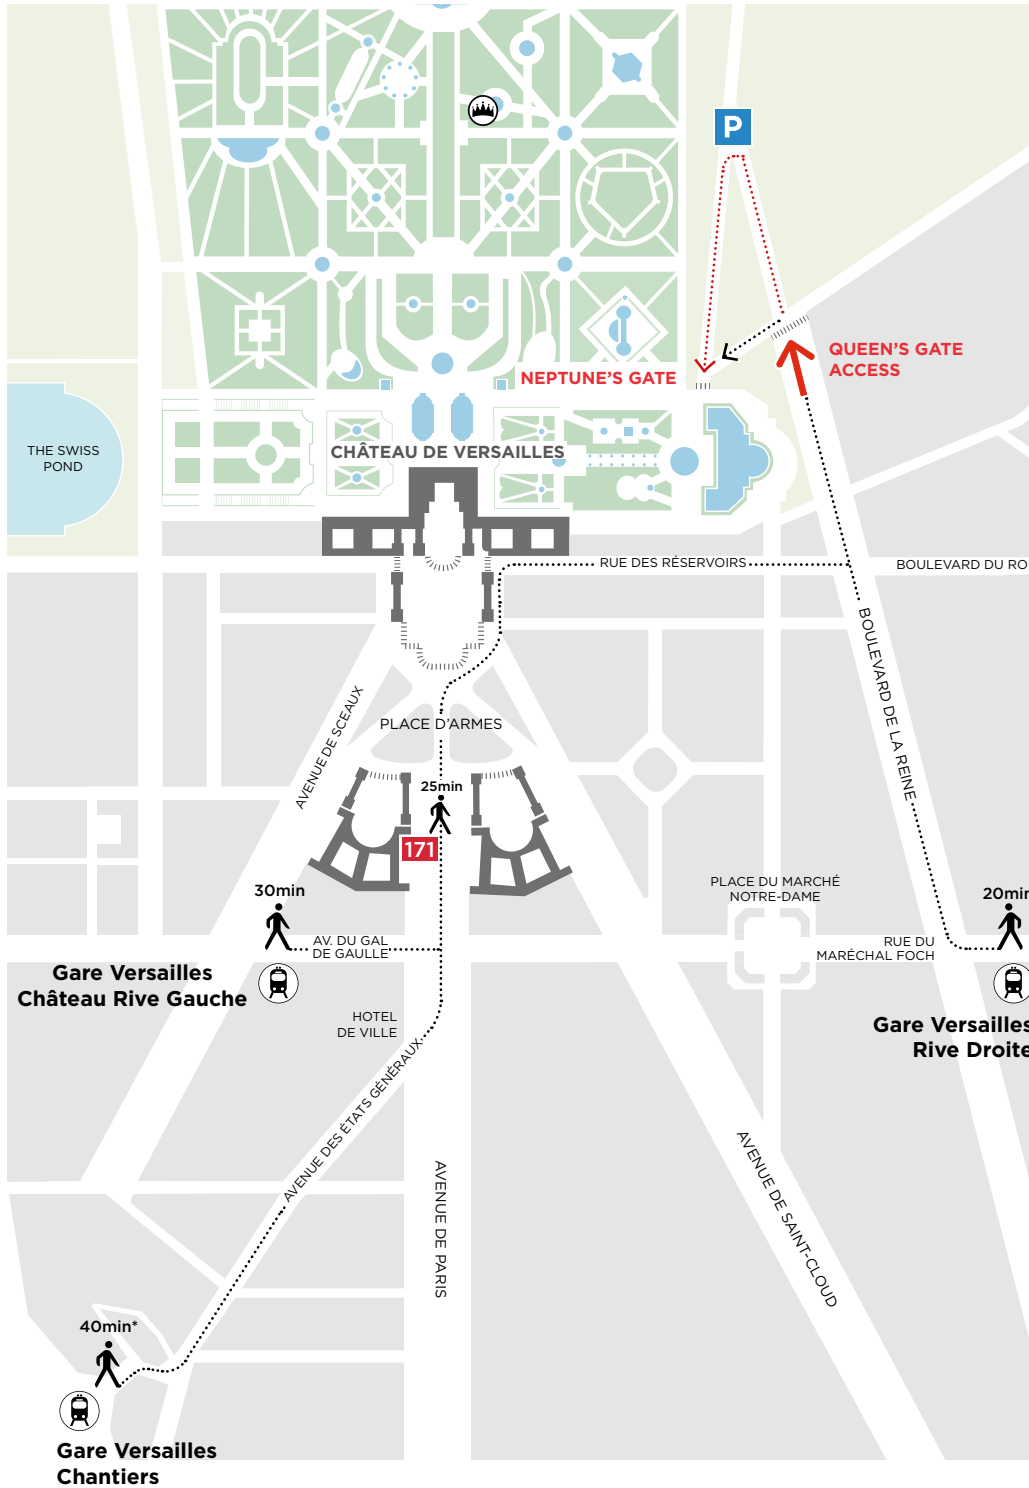 P
QUEEN'S GATE
ACCESS
NEPTUNE'S GATE
THE SWISS
POND
CHÂTEAU DE VERSAILLES
RUE DES RÉSERVOIRS
BOULEVARD DU RO
BOULEVARD DE LA REINE
AVENUE DE SCEAUX
PLACE D'ARMES
25min
171
30min
PLACE DU MARCHÉ
NOTRE-DAME
20min
AV. DU GAL
DE GAULLE
RUE DU
MARÉCHAL FOCH
Gare Versailles
Château Rive Gauche
HOTEL
DE VILLE
Gare Versailles
Rive Droite
AVENUE DES ÉTATS GÉNÉRAUX
AVENUE DE PARIS
AVENUE DE SAINT-CLOUD
40min*
Gare Versailles
Chantiers